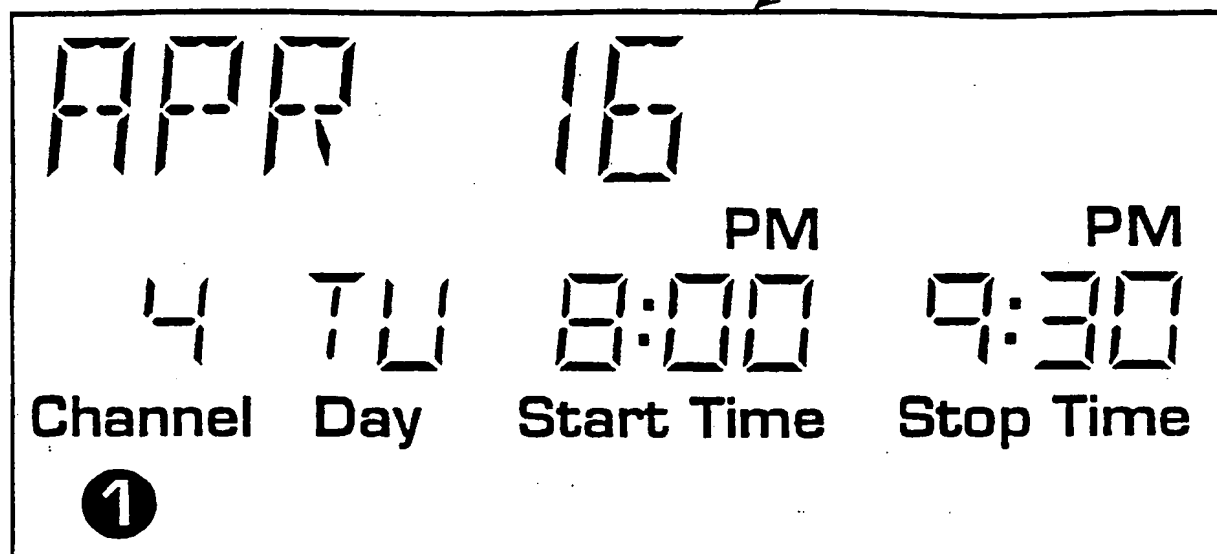 APR 16
PM PM
4 TU 8:00 9:30
Channel Day Start Time Stop Time
1